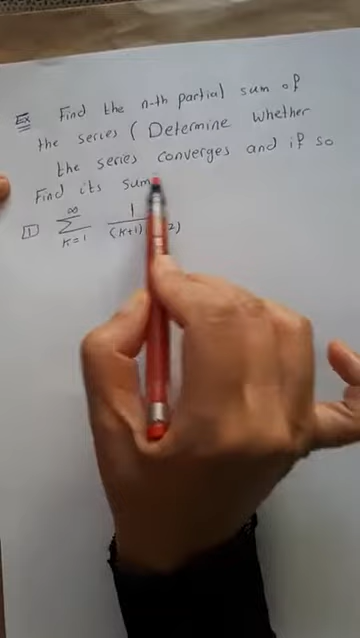 Ex Find the n-th partial sum of
the series ( Determine whether
the series converges and if so
Find its sum
1 ∞ ∑ k=1 1 / (k+1) 2)